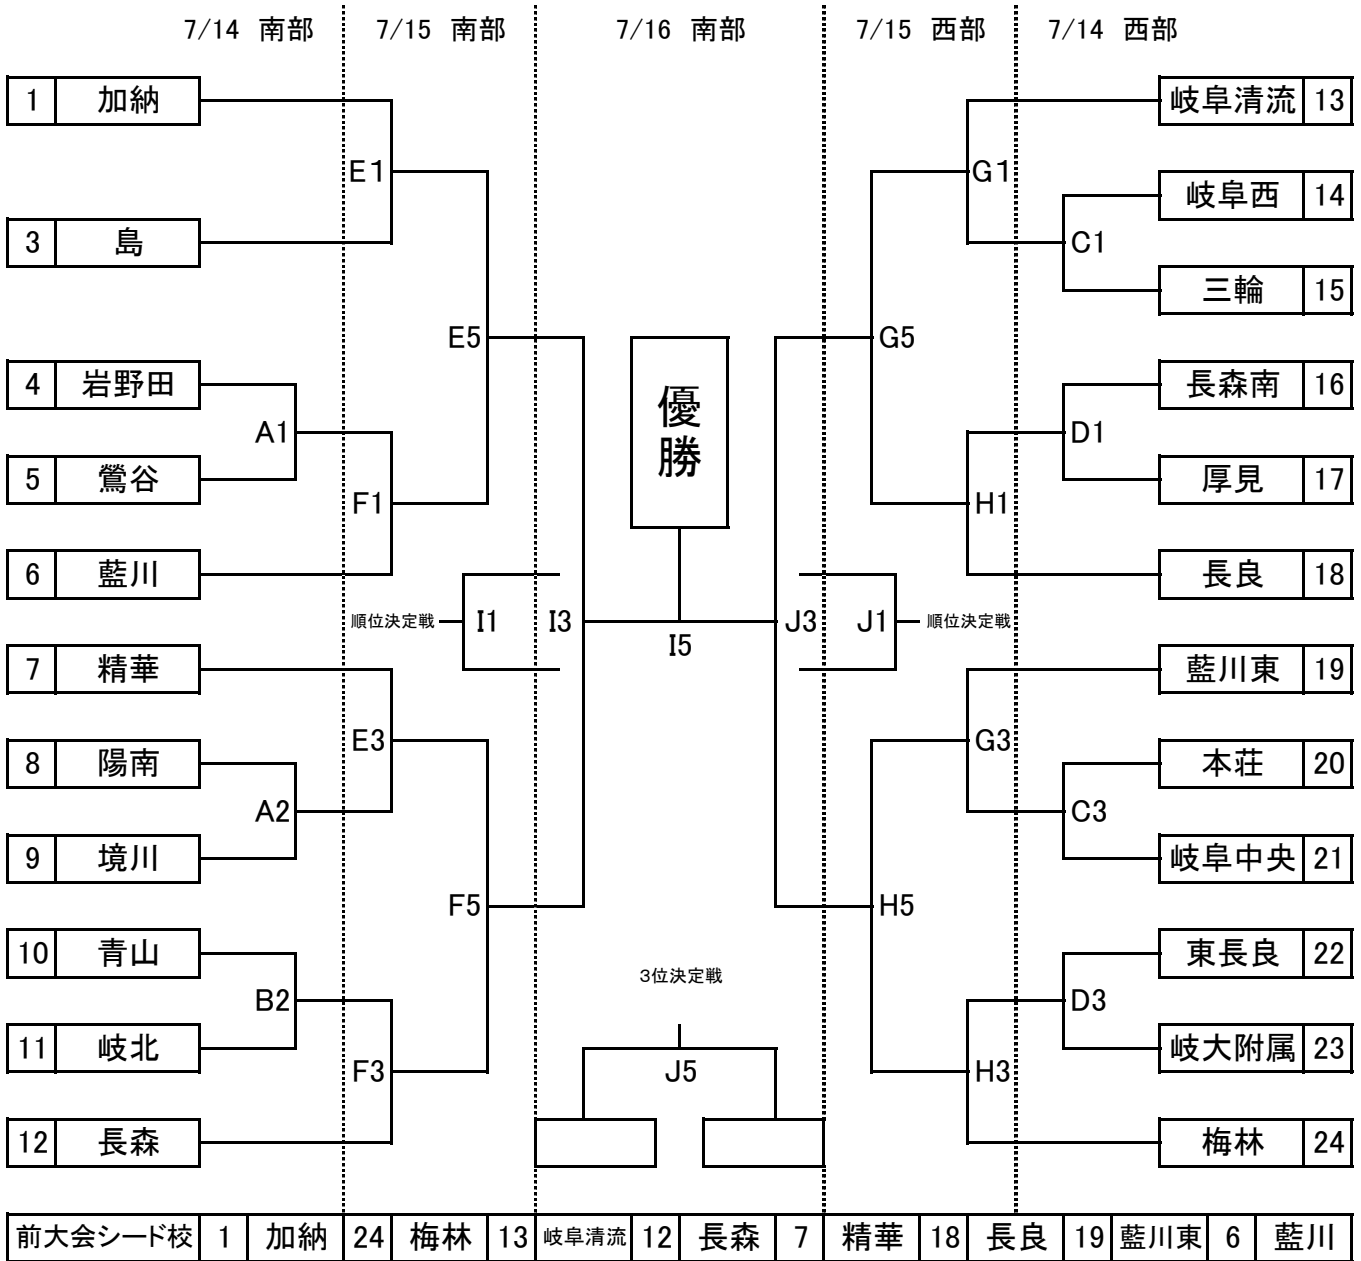 7/14 南部 7/15 南部 7/16 南部 7/15 西部 7/14 西部
1 加納 岐阜清流 13
E1 G1
岐阜西 14
3 島 C1
三輪 15
E5 G5
4 岩野田 優勝 長森南 16
A1 D1
5 鶯谷 厚見 17
F1 H1
6 藍川 長良 18
順位決定戦 I1 I3 I5 J3 J1 順位決定戦
7 精華 藍川東 19
E3 G3
8 陽南 本荘 20
A2 C3
9 境川 岐阜中央 21
F5 H5
10 青山 東長良 22
3位決定戦
B2 D3
11 岐北 岐大附属 23
F3 J5 H3
12 長森 梅林 24
前大会シード校 1 加納 24 梅林 13 岐阜清流 12 長森 7 精華 18 長良 19 藍川東 6 藍川